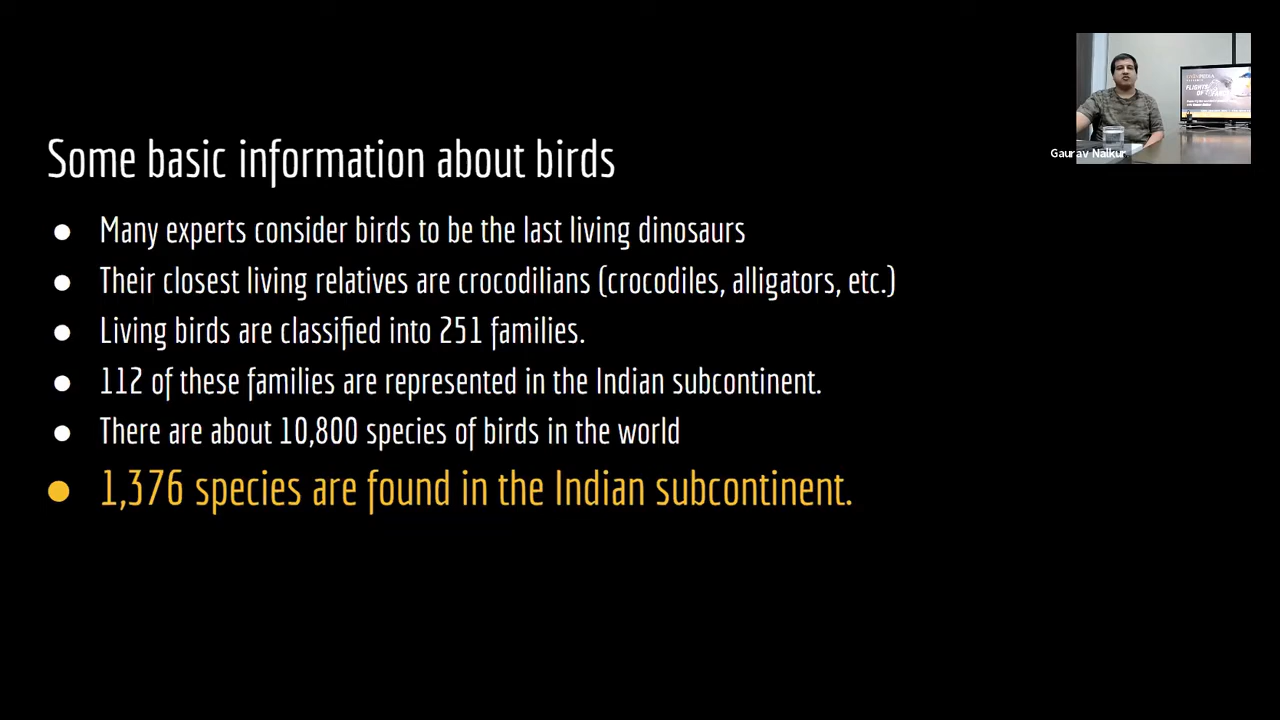 Some basic information about birds
● Many experts consider birds to be the last living dinosaurs
● Their closest living relatives are crocodilians (crocodiles, alligators, etc.)
● Living birds are classified into 251 families.
● 112 of these families are represented in the Indian subcontinent.
● There are about 10,800 species of birds in the world
● 1,376 species are found in the Indian subcontinent.
Gaurav Nalkur
FLIGHTS